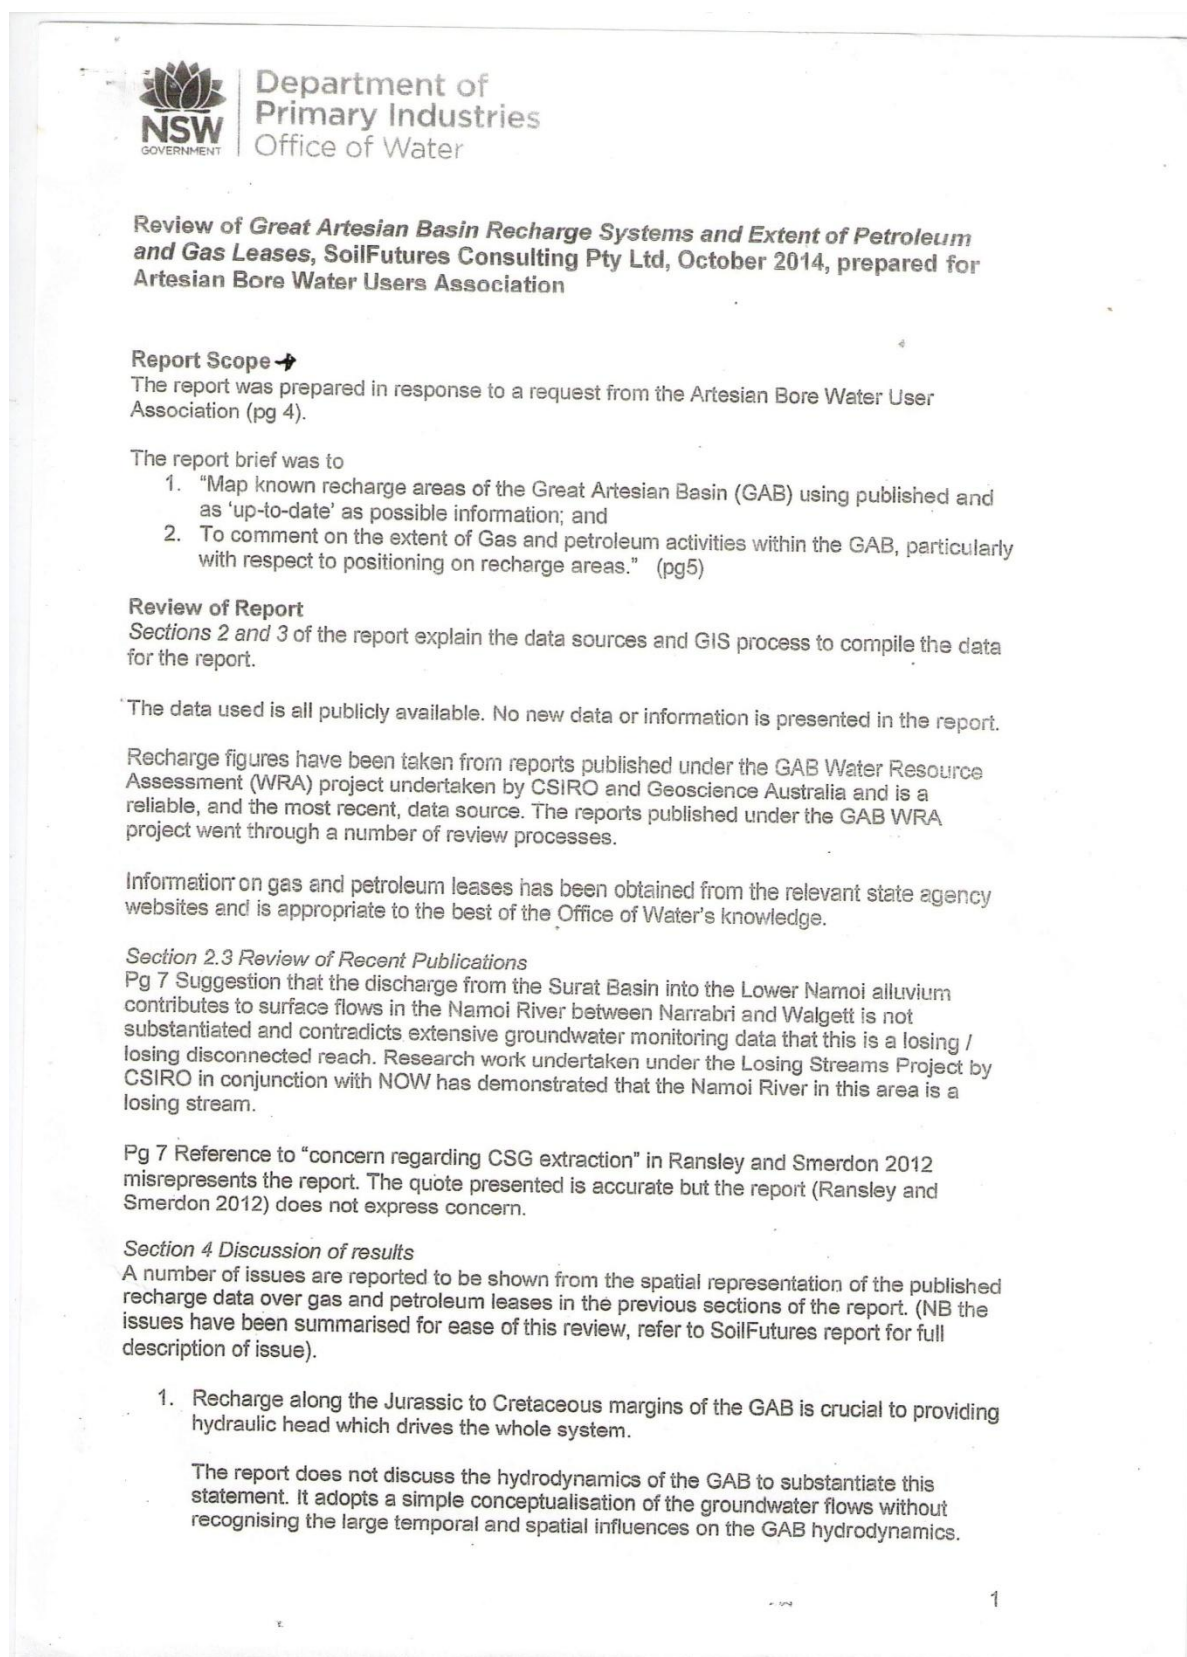 NSW
GOVERNMENT
Department of
Primary Industries
Office of Water
Review of Great Artesian Basin Recharge Systems and Extent of Petroleum
and Gas Leases, SoilFutures Consulting Pty Ltd, October 2014, prepared for
Artesian Bore Water Users Association
Report Scope
The report was prepared in response to a request from the Artesian Bore Water User
Association (pg 4).
The report brief was to
1. "Map known recharge areas of the Great Artesian Basin (GAB) using published and
as 'up-to-date' as possible information; and
2. To comment on the extent of Gas and petroleum activities within the GAB, particularly
with respect to positioning on recharge areas." (pg5)
Review of Report
Sections 2 and 3 of the report explain the data sources and GIS process to compile the data
for the report.
The data used is all publicly available. No new data or information is presented in the report.
Recharge figures have been taken from reports published under the GAB Water Resource
Assessment (WRA) project undertaken by CSIRO and Geoscience Australia and is a
reliable, and the most recent, data source. The reports published under the GAB WRA
project went through a number of review processes.
Information on gas and petroleum leases has been obtained from the relevant state agency
websites and is appropriate to the best of the Office of Water's knowledge.
Section 2.3 Review of Recent Publications
Pg 7 Suggestion that the discharge from the Surat Basin into the Lower Namoi alluvium
contributes to surface flows in the Namoi River between Narrabri and Walgett is not
substantiated and contradicts extensive groundwater monitoring data that this is a losing /
losing disconnected reach. Research work undertaken under the Losing Streams Project by
CSIRO in conjunction with NOW has demonstrated that the Namoi River in this area is a
losing stream.
Pg 7 Reference to "concern regarding CSG extraction" in Ransley and Smerdon 2012
misrepresents the report. The quote presented is accurate but the report (Ransley and
Smerdon 2012) does not express concern.
Section 4 Discussion of results
A number of issues are reported to be shown from the spatial representation of the published
recharge data over gas and petroleum leases in the previous sections of the report. (NB the
issues have been summarised for ease of this review, refer to SoilFutures report for full
description of issue).
1. Recharge along the Jurassic to Cretaceous margins of the GAB is crucial to providing
hydraulic head which drives the whole system.
The report does not discuss the hydrodynamics of the GAB to substantiate this
statement. It adopts a simple conceptualisation of the groundwater flows without
recognising the large temporal and spatial influences on the GAB hydrodynamics.
1